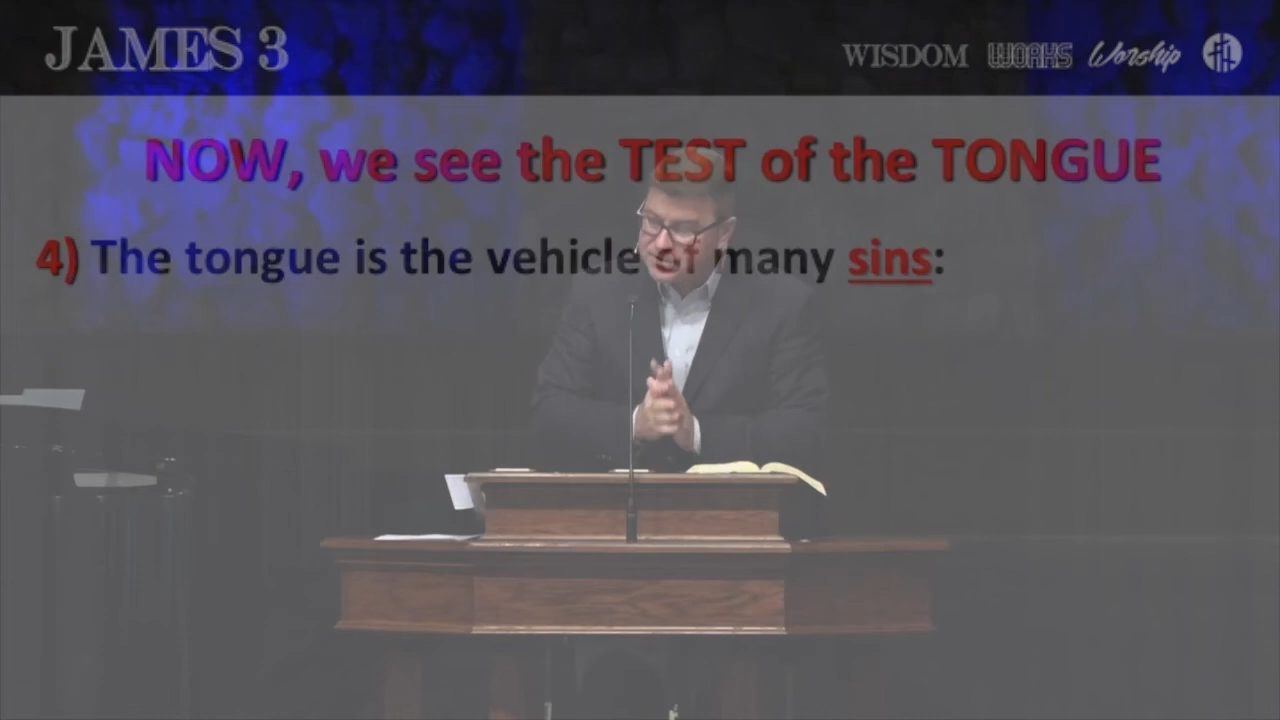 JAMES 3
WISDOM WORKS Worship
NOW, we see the TEST of the TONGUE
4) The tongue is the vehicle of many sins: